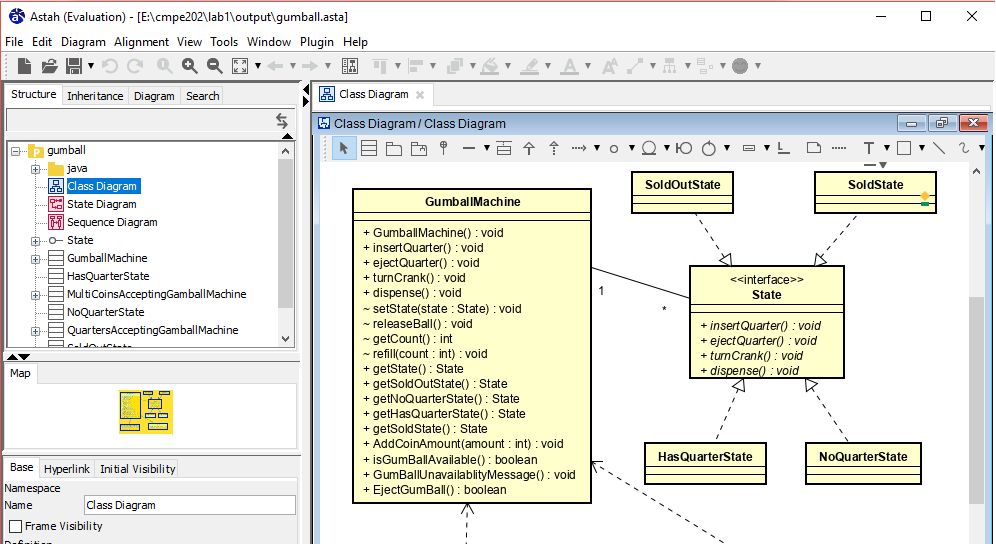 Astah (Evaluation) - [E:\cmpe202\lab1\output\gumball.asta]
File Edit Diagram Alignment View Tools Window Plugin Help
Structure Inheritance Diagram Search
gumball
java
Class Diagram
State Diagram
Sequence Diagram
State
GumballMachine
HasQuarterState
MultiCoinsAcceptingGamballMachine
NoQuarterState
QuartersAcceptingGamballMachine
SoldOutState
Map
Base Hyperlink Initial Visibility
Namespace
Name Class Diagram
Frame Visibility
Definition
Class Diagram
Class Diagram / Class Diagram
GumballMachine
+ GumballMachine() : void
+ insertQuarter() : void
+ ejectQuarter() : void
+ turnCrank() : void
+ dispense() : void
~ setState(state : State) : void
~ releaseBall() : void
~ getCount() : int
~ refill(count : int) : void
+ getState() : State
+ getSoldOutState() : State
+ getNoQuarterState() : State
+ getHasQuarterState() : State
+ getSoldState() : State
+ AddCoinAmount(amount : int) : void
+ isGumBallAvailable() : boolean
+ GumBallUnavailablityMessage() : void
+ EjectGumBall() : boolean
SoldOutState
SoldState
1
*
<<interface>>
State
+ insertQuarter() : void
+ ejectQuarter() : void
+ turnCrank() : void
+ dispense() : void
HasQuarterState
NoQuarterState